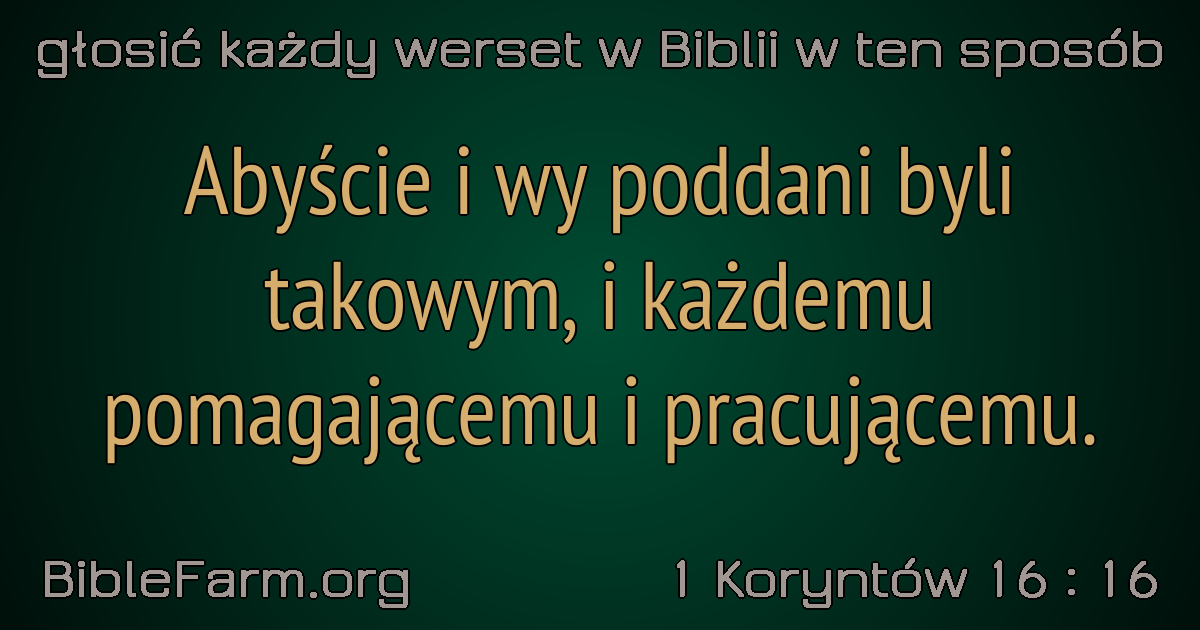 głosić każdy werset w Biblii w ten sposób
Abyście i wy poddani byli
takowym, i każdemu
pomagającemu i pracującemu.
BibleFarm.org
1 Koryntów 16 : 16